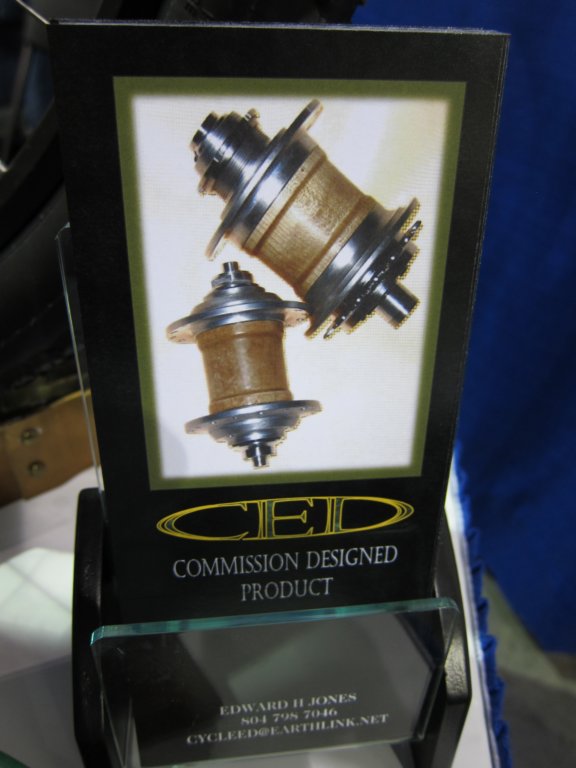 CED
COMMISSION DESIGNED
PRODUCT
EDWARD H JONES
804 798 7046
CYCLEED@EARTHLINK.NET